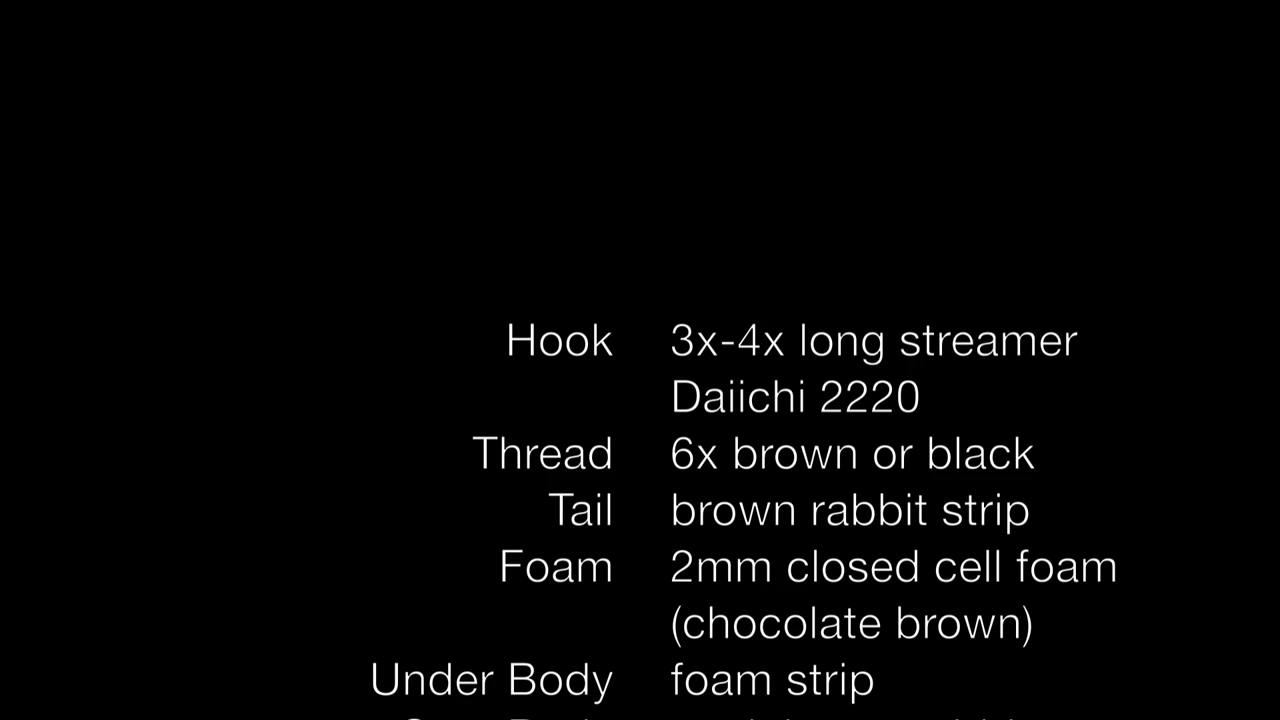 Hook 3x-4x long streamer
Daiichi 2220
Thread 6x brown or black
Tail brown rabbit strip
Foam 2mm closed cell foam
(chocolate brown)
Under Body foam strip